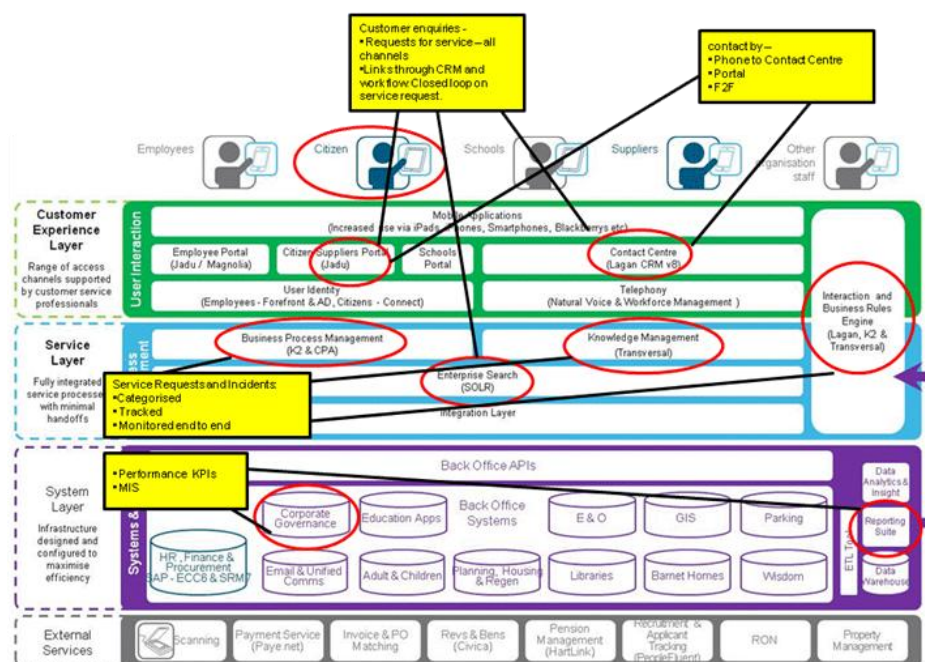 Customer enquiries -
▪Requests for service – all
channels
▪Links through CRM and
workflow. Closed loop on
service request.
contact by –
▪Phone to Contact Centre
▪Portal
▪F2F
Employees
Citizen
Schools
Suppliers
Other
organisation
staff
Customer
Experience
Layer
Range of access
channels supported
by customer service
professionals
User Interaction
Mobile Applications
(Increased use via iPads, iPhones, Smartphones, Blackberrys etc)
Employee Portal
(Jadu / Magnolia)
Citizen Suppliers Portal
(Jadu)
Schools
Portal
Contact Centre
(Lagan CRM v8)
User Identity
(Employees - Forefront & AD, Citizens - Connect)
Telephony
(Natural Voice & Workforce Management )
Interaction and
Business Rules
Engine
(Lagan, K2 &
Transversal)
Service
Layer
Fully integrated
service processes
with minimal
handoffs
Business Process Management
(K2 & CPA)
Knowledge Management
(Transversal)
Enterprise Search
(SOLR)
Integration Layer
Service Requests and Incidents:
▪Categorised
▪Tracked
▪Monitored end to end
▪Performance KPIs
▪MIS
System
Layer
Infrastructure
designed and
configured to
maximise
efficiency
Systems &
Back Office APIs
Corporate
Governance
Education Apps
Back Office
Systems
E & O
GIS
Parking
HR, Finance &
Procurement
SAP - ECC6 & SRM7
Email & Unified
Comms
Adult & Children
Planning, Housing
& Regen
Libraries
Barnet Homes
Wisdom
ETL Tool
Data
Analytics &
Insight
Reporting
Suite
Data
Warehouse
External
Services
Scanning
Payment Service
(Paye.net)
Invoice & PO
Matching
Revs & Bens
(Civica)
Pension
Management
(HartLink)
Recruitment &
Applicant
Tracking
(PeopleFluent)
RON
Property
Management